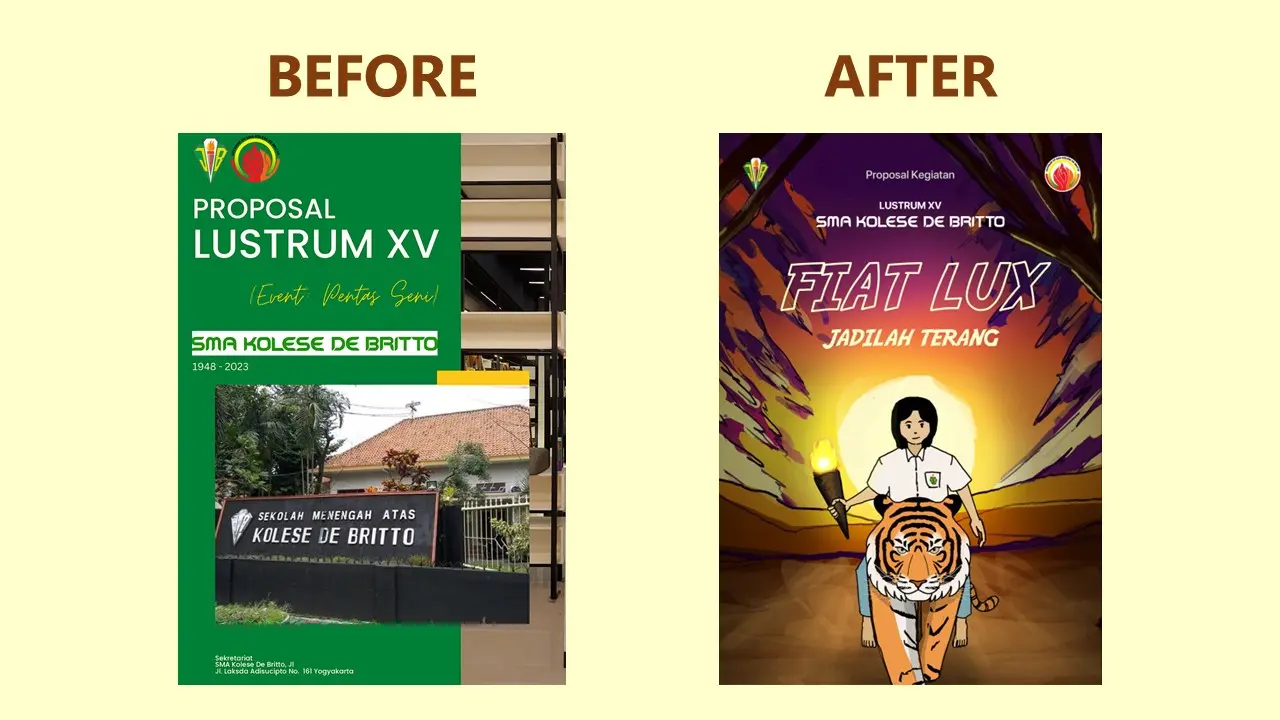 BEFORE
AFTER
PROPOSAL
LUSTRUM XV
(Event Pentas Seni)
SMA KOLESE DE BRITTO
1948 - 2023
SEKOLAH MENENGAH ATAS
KOLESE DE BRITTO
Sekretariat
SMA Kolese De Britto, Jl
Jl. Laksda Adisucipto No. 161 Yogyakarta
Proposal Kegiatan
LUSTRUM XV
SMA KOLESE DE BRITTO
FIAT LUX
JADILAH TERANG